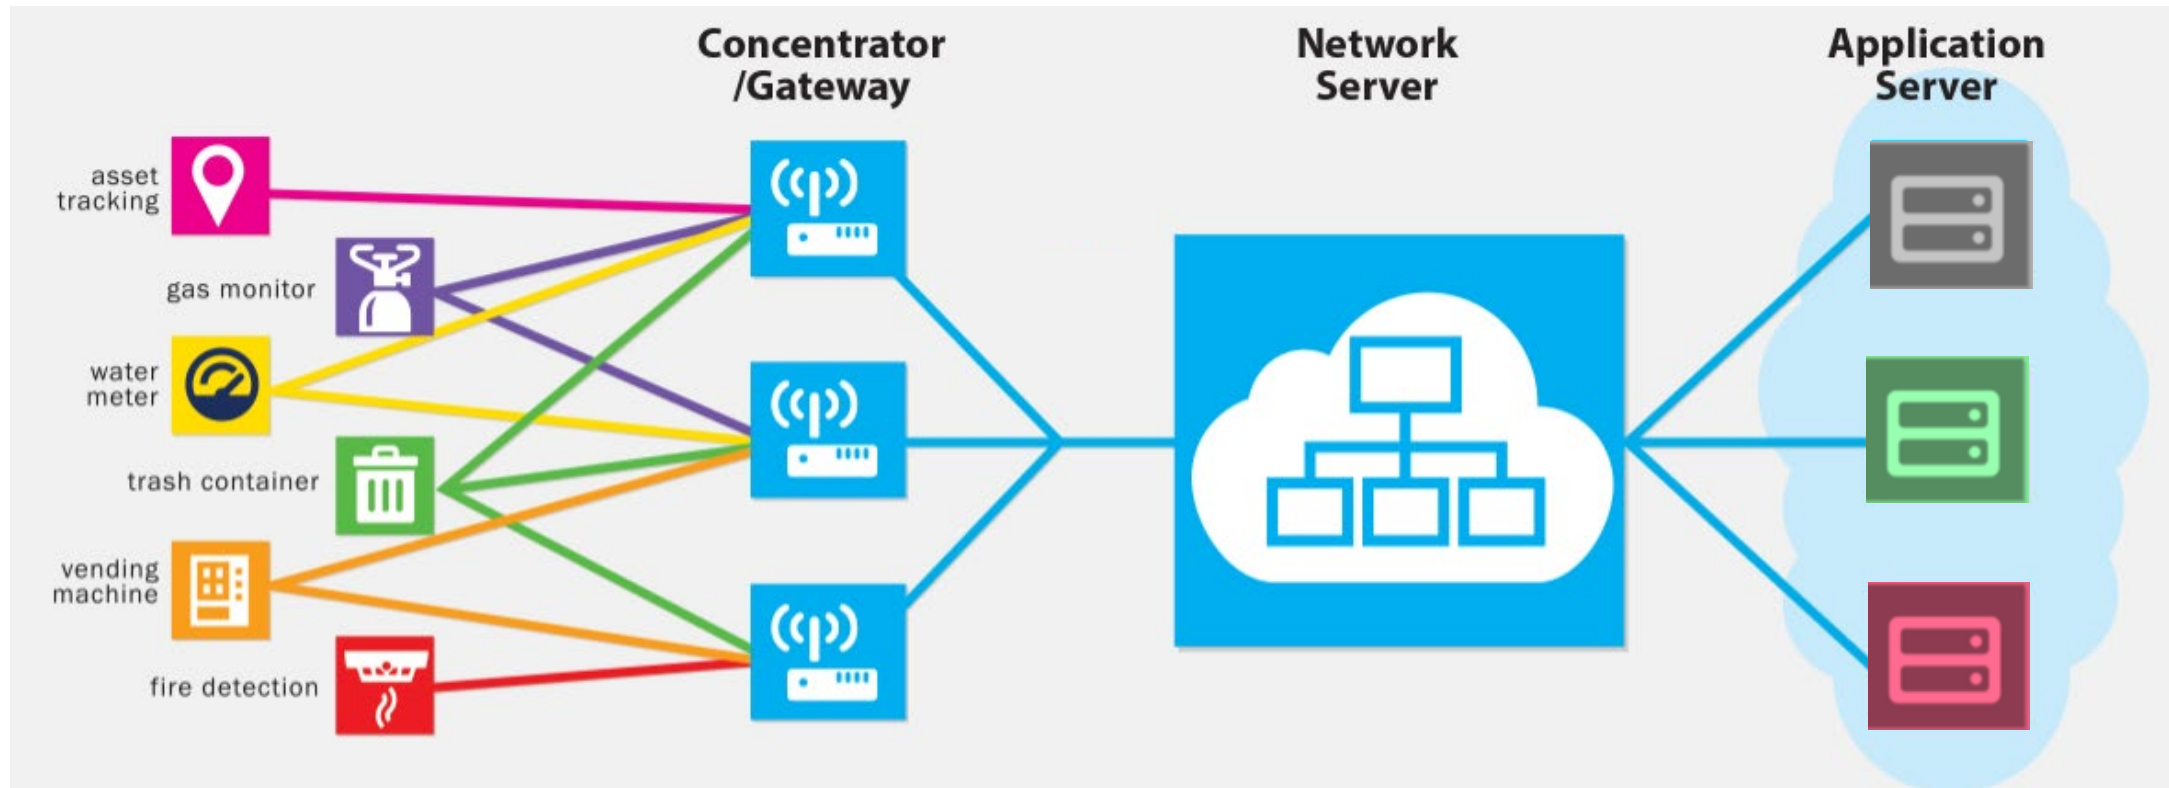 Concentrator
/Gateway
Network
Server
Application
Server
asset
tracking
gas monitor
water
meter
trash container
vending
machine
fire detection